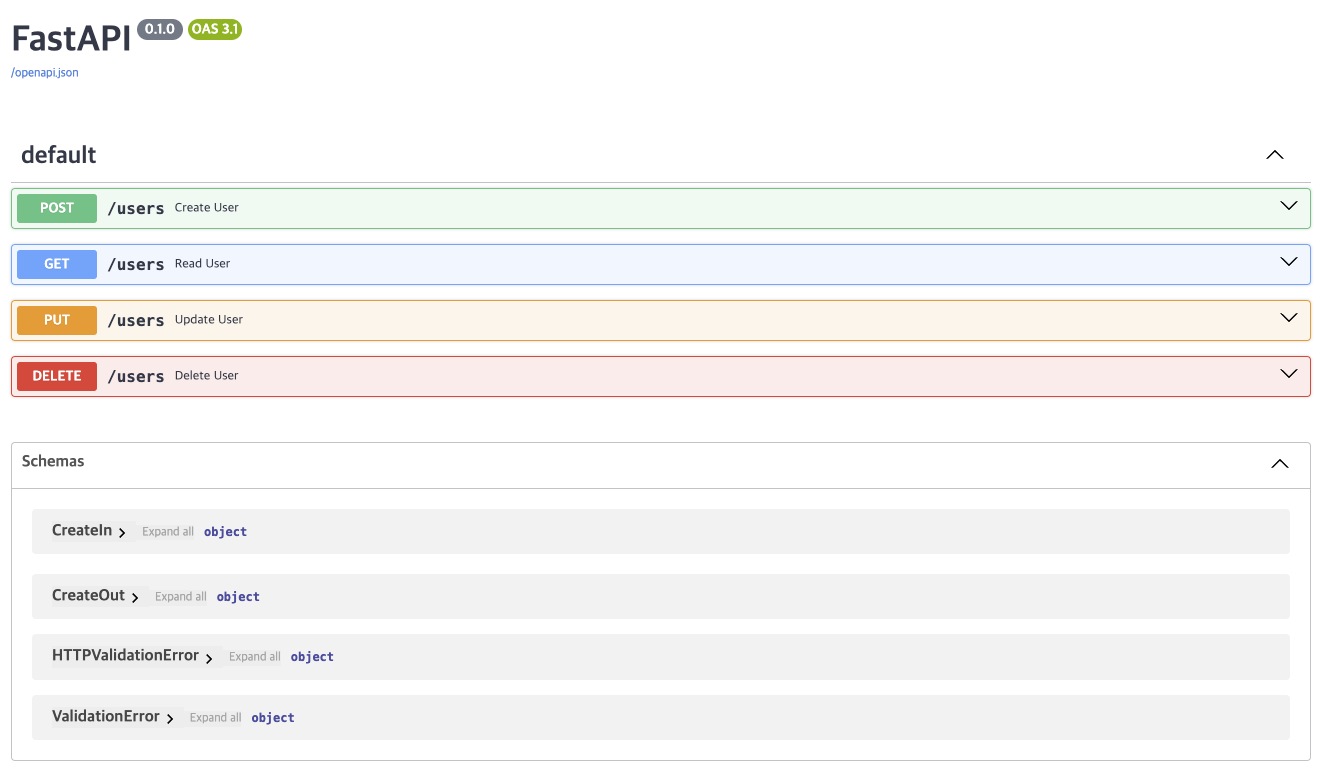 FastAPI 0.1.0 OAS 3.1
/openapi.json
default
POST /users Create User
GET /users Read User
PUT /users Update User
DELETE /users Delete User
Schemas
CreateIn Expand all object
CreateOut Expand all object
HTTPValidationError Expand all object
ValidationError Expand all object